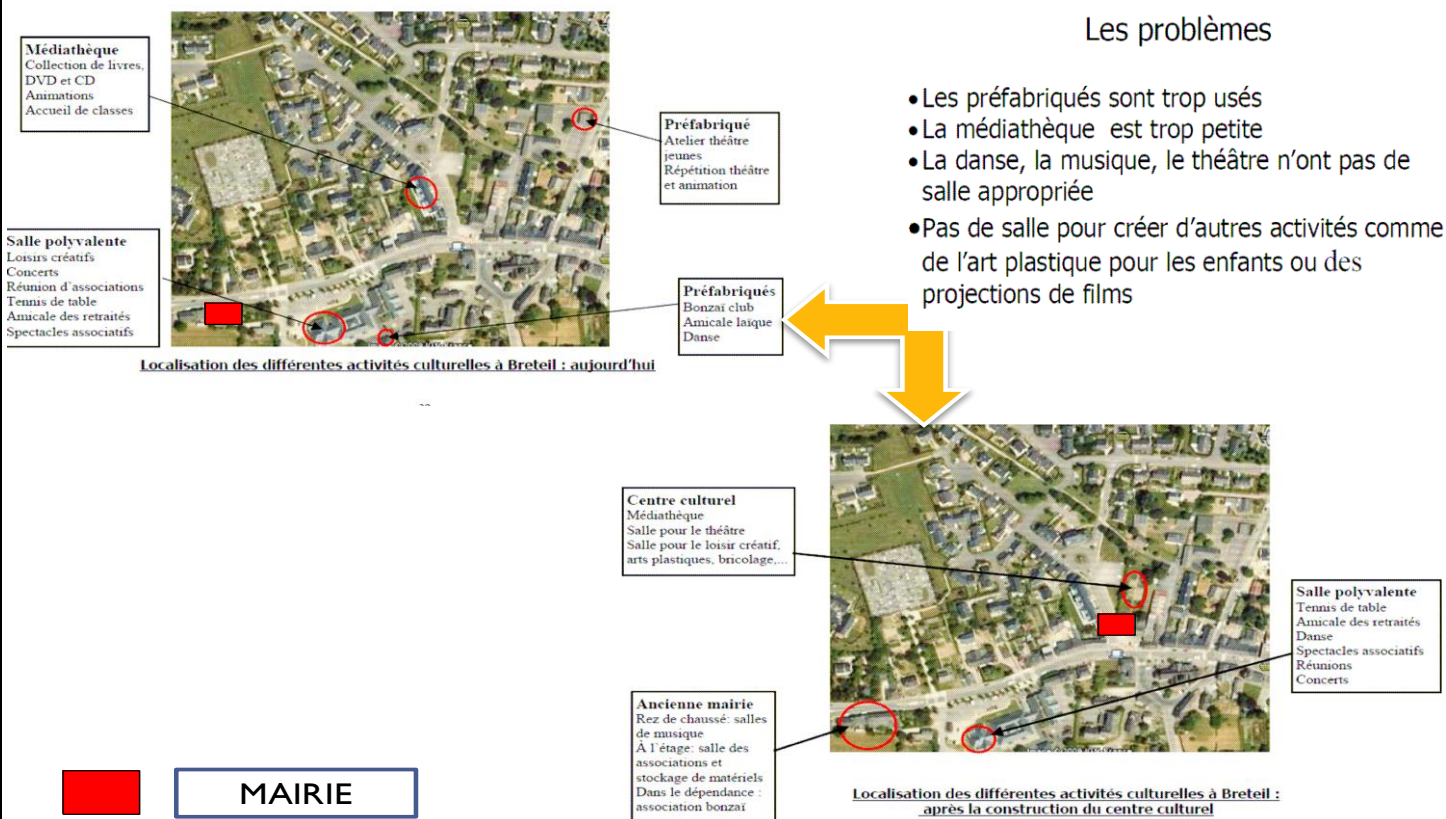 Les problèmes
• Les préfabriqués sont trop usés
• La médiathèque est trop petite
• La danse, la musique, le théâtre n'ont pas de
salle appropriée
• Pas de salle pour créer d'autres activités comme
de l'art plastique pour les enfants ou des
projections de films
Médiathèque
Collection de livres,
DVD et CD
Animations
Accueil de classes
Préfabriqué
Atelier théâtre
jeunes
Répétition théâtre
et animation
Salle polyvalente
Loisirs créatifs
Concerts
Réunion d'associations
Tennis de table
Amicale des retraités
Spectacles associatifs
Préfabriqués
Bonzaï club
Amicale laïque
Danse
Localisation des différentes activités culturelles à Breteil : aujourd'hui
Centre culturel
Médiathèque
Salle pour le théâtre
Salle pour le loisir créatif,
arts plastiques, bricolage,...
Salle polyvalente
Tennis de table
Amicale des retraités
Danse
Spectacles associatifs
Réunions
Concerts
Ancienne mairie
Rez de chaussé: salles
de musique
À l'étage: salle des
associations et
stockage de matériels
Dans le dépendance :
association bonzaï
Localisation des différentes activités culturelles à Breteil :
après la construction du centre culturel
MAIRIE